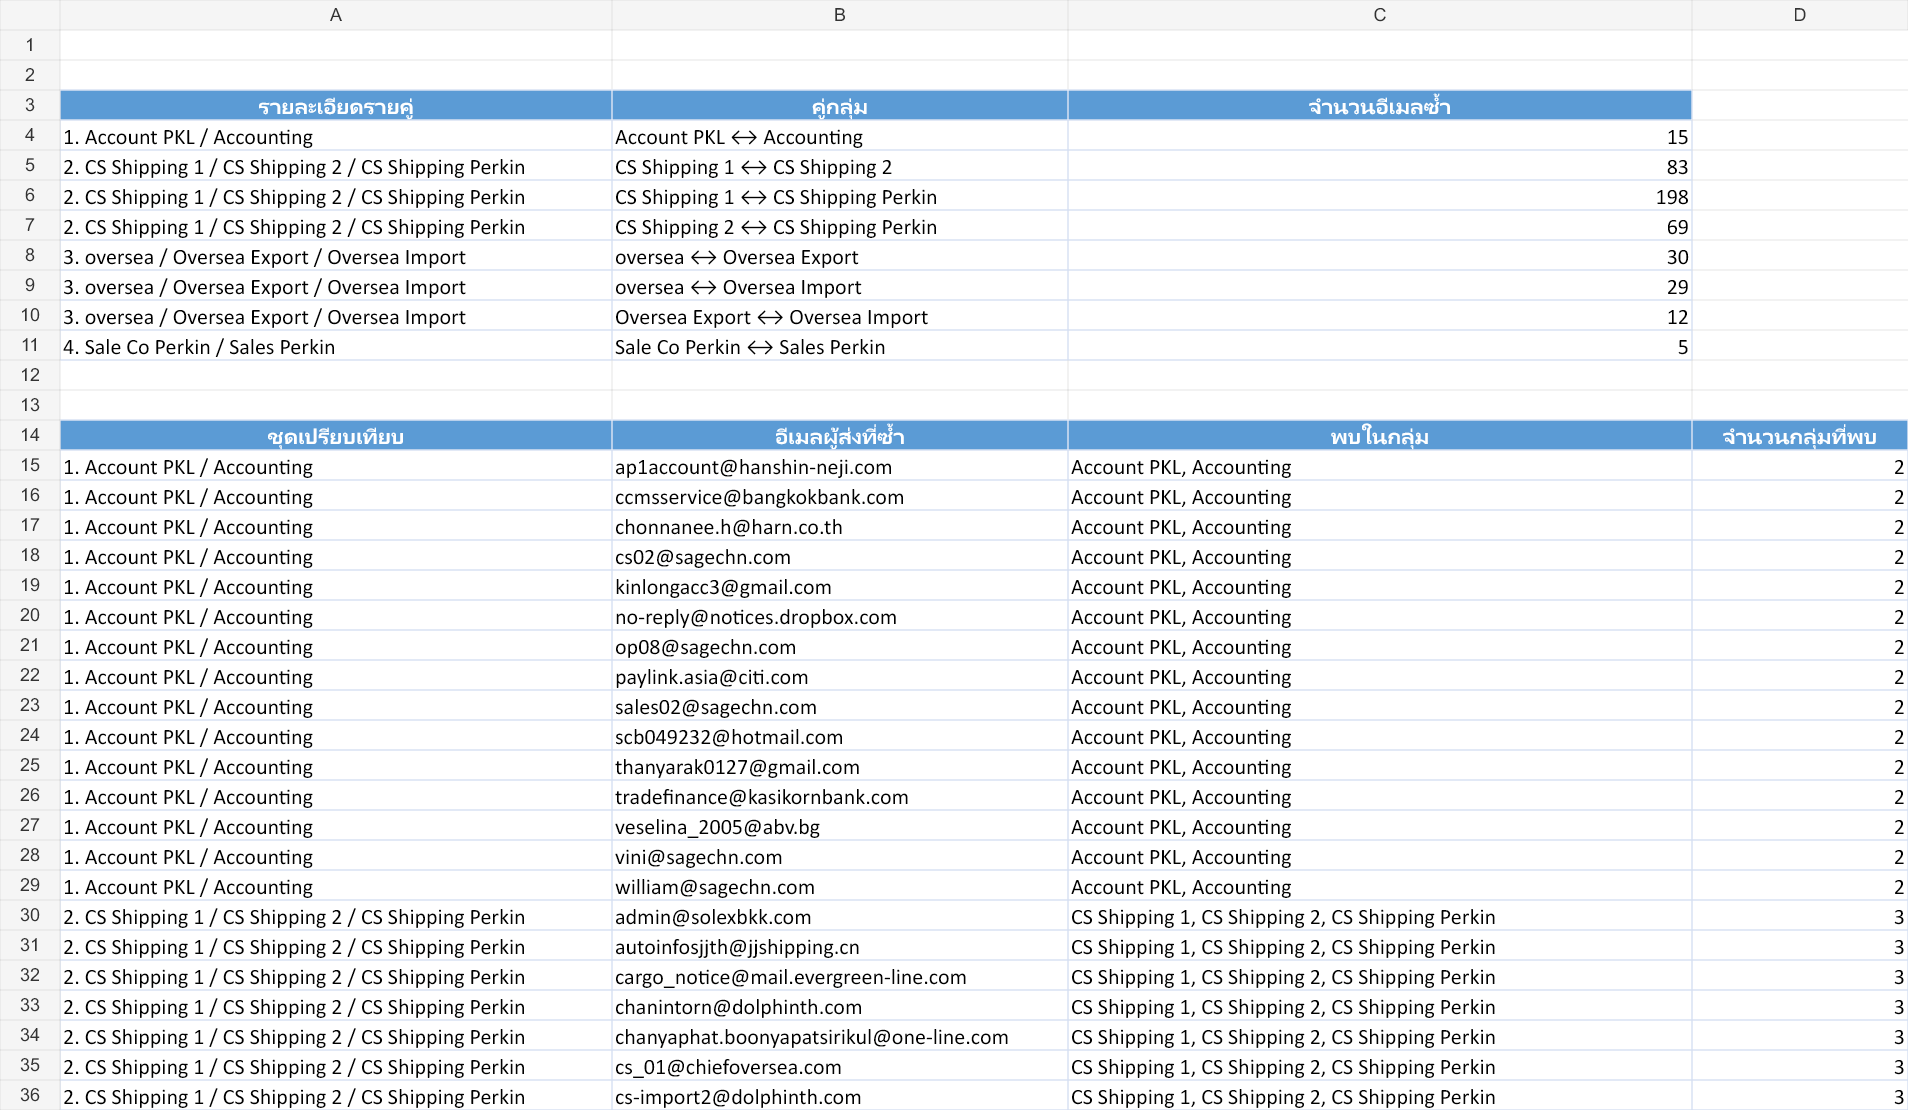 A B C D
1
2
3 รายละเอียดรายคู่ คู่กลุ่ม จำนวนอีเมลซ้ำ
4 1. Account PKL / Accounting Account PKL ↔ Accounting 15
5 2. CS Shipping 1 / CS Shipping 2 / CS Shipping Perkin CS Shipping 1 ↔ CS Shipping 2 83
6 2. CS Shipping 1 / CS Shipping 2 / CS Shipping Perkin CS Shipping 1 ↔ CS Shipping Perkin 198
7 2. CS Shipping 1 / CS Shipping 2 / CS Shipping Perkin CS Shipping 2 ↔ CS Shipping Perkin 69
8 3. oversea / Oversea Export / Oversea Import oversea ↔ Oversea Export 30
9 3. oversea / Oversea Export / Oversea Import oversea ↔ Oversea Import 29
10 3. oversea / Oversea Export / Oversea Import Oversea Export ↔ Oversea Import 12
11 4. Sale Co Perkin / Sales Perkin Sale Co Perkin ↔ Sales Perkin 5
12
13
14 ชุดเปรียบเทียบ อีเมลผู้ส่งที่ซ้ำ พบในกลุ่ม จำนวนกลุ่มที่พบ
15 1. Account PKL / Accounting ap1account@hanshin-neji.com Account PKL, Accounting 2
16 1. Account PKL / Accounting ccmsservice@bangkokbank.com Account PKL, Accounting 2
17 1. Account PKL / Accounting chonnanee.h@harn.co.th Account PKL, Accounting 2
18 1. Account PKL / Accounting cs02@sagechn.com Account PKL, Accounting 2
19 1. Account PKL / Accounting kinlongacc3@gmail.com Account PKL, Accounting 2
20 1. Account PKL / Accounting no-reply@notices.dropbox.com Account PKL, Accounting 2
21 1. Account PKL / Accounting op08@sagechn.com Account PKL, Accounting 2
22 1. Account PKL / Accounting paylink.asia@citi.com Account PKL, Accounting 2
23 1. Account PKL / Accounting sales02@sagechn.com Account PKL, Accounting 2
24 1. Account PKL / Accounting scb049232@hotmail.com Account PKL, Accounting 2
25 1. Account PKL / Accounting thanyarak0127@gmail.com Account PKL, Accounting 2
26 1. Account PKL / Accounting tradefinance@kasikornbank.com Account PKL, Accounting 2
27 1. Account PKL / Accounting veselina_2005@abv.bg Account PKL, Accounting 2
28 1. Account PKL / Accounting vini@sagechn.com Account PKL, Accounting 2
29 1. Account PKL / Accounting william@sagechn.com Account PKL, Accounting 2
30 2. CS Shipping 1 / CS Shipping 2 / CS Shipping Perkin admin@solexbkk.com CS Shipping 1, CS Shipping 2, CS Shipping Perkin 3
31 2. CS Shipping 1 / CS Shipping 2 / CS Shipping Perkin autoinfosjjth@jjshipping.cn CS Shipping 1, CS Shipping 2, CS Shipping Perkin 3
32 2. CS Shipping 1 / CS Shipping 2 / CS Shipping Perkin cargo_notice@mail.evergreen-line.com CS Shipping 1, CS Shipping 2, CS Shipping Perkin 3
33 2. CS Shipping 1 / CS Shipping 2 / CS Shipping Perkin chanintorn@dolphinth.com CS Shipping 1, CS Shipping 2, CS Shipping Perkin 3
34 2. CS Shipping 1 / CS Shipping 2 / CS Shipping Perkin chanyaphat.boonyapatsirikul@one-line.com CS Shipping 1, CS Shipping 2, CS Shipping Perkin 3
35 2. CS Shipping 1 / CS Shipping 2 / CS Shipping Perkin cs_01@chiefoversea.com CS Shipping 1, CS Shipping 2, CS Shipping Perkin 3
36 2. CS Shipping 1 / CS Shipping 2 / CS Shipping Perkin cs-import2@dolphinth.com CS Shipping 1, CS Shipping 2, CS Shipping Perkin 3